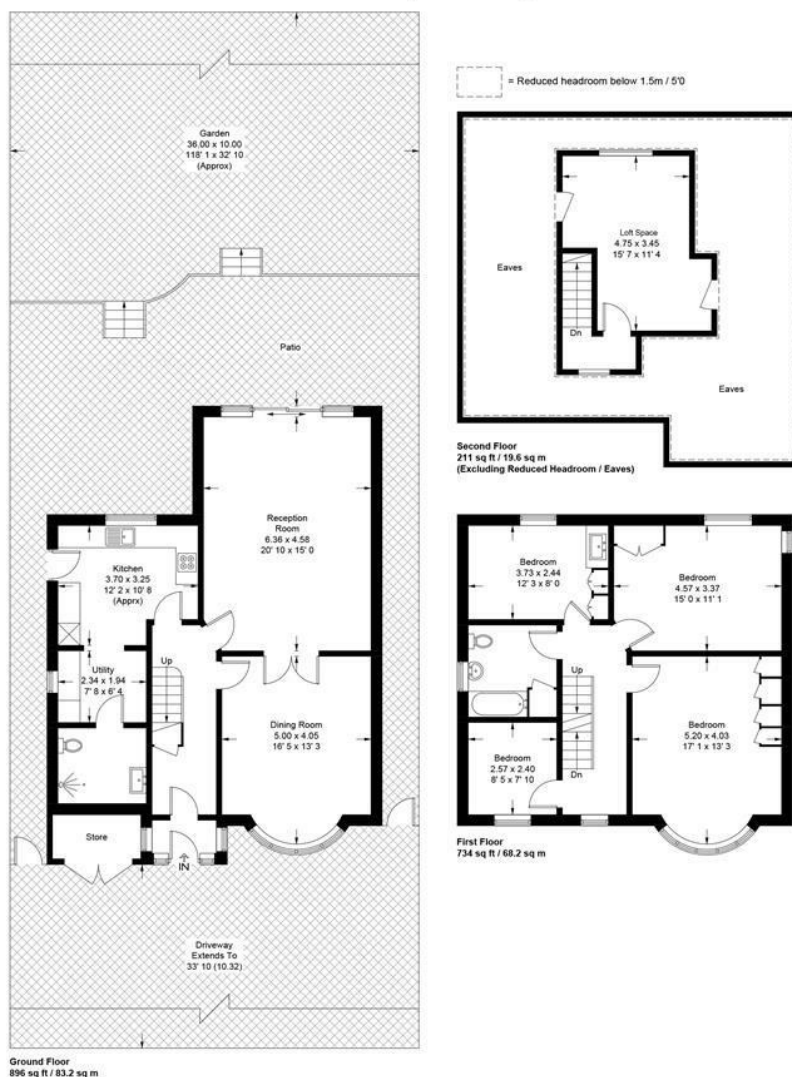 Garden
36.00 x 10.00
118' 1 x 32' 10
(Approx)
Patio
Reception
Room
6.36 x 4.58
20' 10 x 15' 0
Kitchen
3.70 x 3.25
12' 2 x 10' 8
(Apprx)
Utility
2.34 x 1.94
7' 8 x 6' 4
Up
Dining Room
5.00 x 4.05
16' 5 x 13' 3
Store
IN
Driveway
Extends To
33' 10 (10.32)
Ground Floor
896 sq ft / 83.2 sq m
= Reduced headroom below 1.5m / 5'0
Loft Space
4.75 x 3.45
15' 7 x 11' 4
Eaves
Dn
Eaves
Second Floor
211 sq ft / 19.6 sq m
(Excluding Reduced Headroom / Eaves)
Bedroom
3.73 x 2.44
12' 3 x 8' 0
Bedroom
4.57 x 3.37
15' 0 x 11' 1
Up
Bedroom
5.20 x 4.03
17' 1 x 13' 3
Bedroom
2.57 x 2.40
8' 5 x 7' 10
Dn
First Floor
734 sq ft / 68.2 sq m